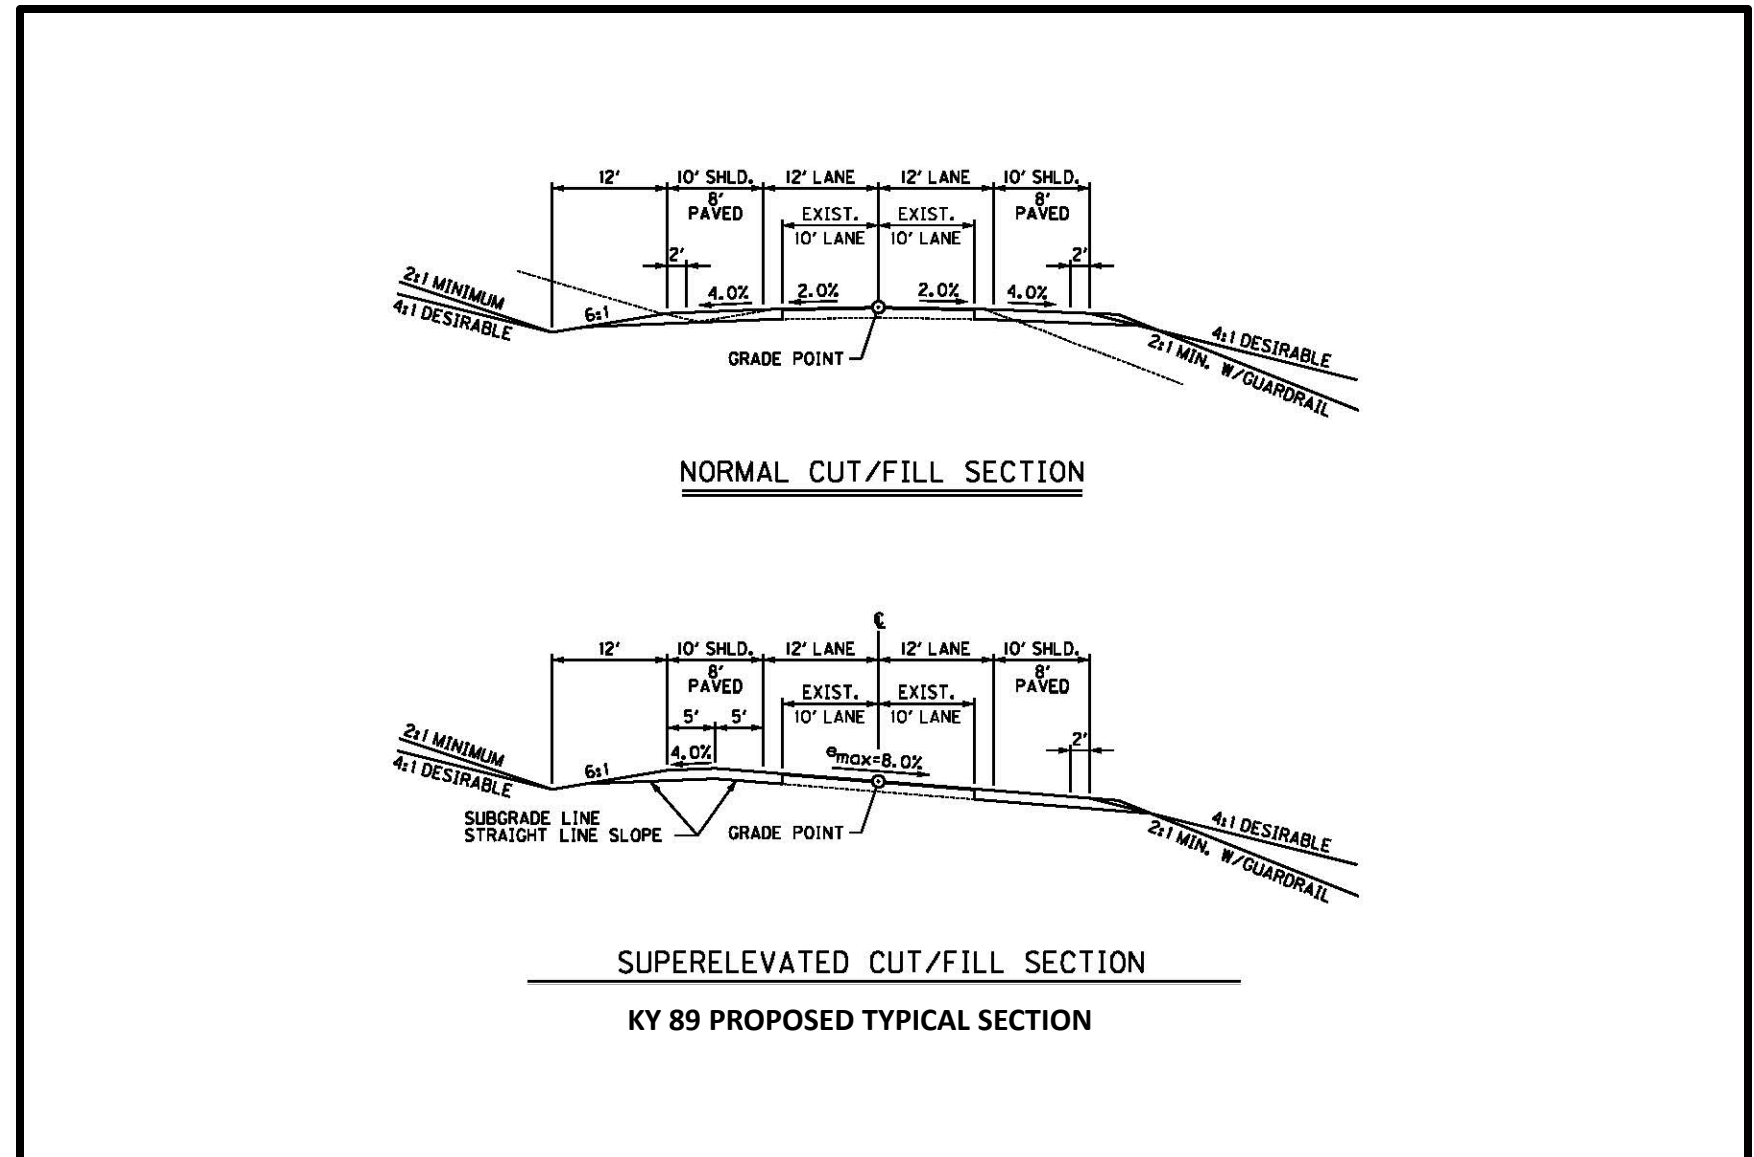 12' 10' SHLD. 12' LANE 12' LANE 10' SHLD.
8' 8'
PAVED EXIST. EXIST. PAVED
10' LANE 10' LANE
2' 2'
2:1 MINIMUM
4:1 DESIRABLE
6:1 4.0% 2.0% 2.0% 4.0%
GRADE POINT
4:1 DESIRABLE
2:1 MIN. W/GUARDRAIL
NORMAL CUT/FILL SECTION
℄
12' 10' SHLD. 12' LANE 12' LANE 10' SHLD.
8' 8'
PAVED EXIST. EXIST. PAVED
5' 5' 10' LANE 10' LANE
2'
2:1 MINIMUM
4:1 DESIRABLE
6:1 4.0% emax=8.0%
SUBGRADE LINE
STRAIGHT LINE SLOPE
GRADE POINT
4:1 DESIRABLE
2:1 MIN. W/GUARDRAIL
SUPERELEVATED CUT/FILL SECTION
KY 89 PROPOSED TYPICAL SECTION